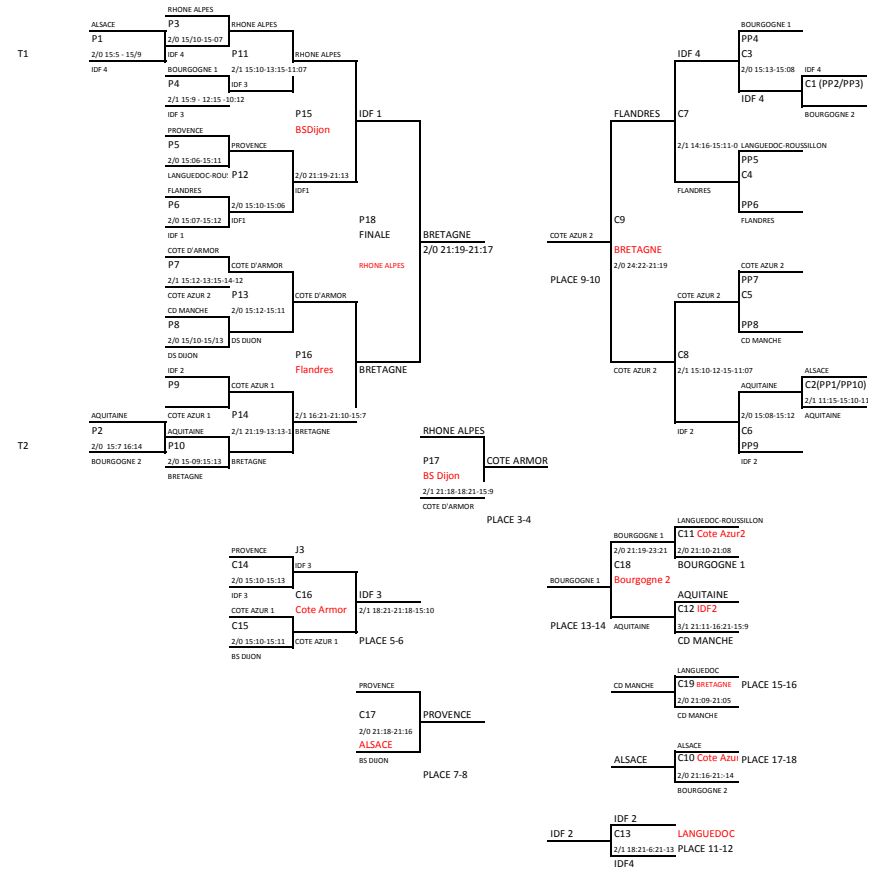 RHONE ALPES
ALSACE
P3
RHONE ALPES
P1
2/0 15/10-15-07
T1
2/0 15:5 - 15/9
IDF 4
P11
RHONE ALPES
IDF 4
BOURGOGNE 1
2/1 15:10-13:15-11:07
P4
IDF 3
2/1 15:9 - 12:15 -10:12
IDF 3
P15
IDF 1
PROVENCE
BSDijon
P5
PROVENCE
2/0 15:06-15:11
LANGUEDOC-ROUS
P12
2/0 21:19-21:13
FLANDRES
IDF1
P6
2/0 15:10-15:06
2/0 15:07-15:12
IDF1
IDF 1
P18
FINALE
BRETAGNE
2/0 21:19-21:17
RHONE ALPES
COTE D'ARMOR
P7
COTE D'ARMOR
2/1 15:12-13:15-14-12
COTE AZUR 2
P13
COTE D'ARMOR
CD MANCHE
2/0 15:12-15:11
P8
2/0 15/10-15/13
DS DIJON
DS DIJON
P16
IDF 2
Flandres
BRETAGNE
P9
COTE AZUR 1
AQUITAINE
COTE AZUR 1
P14
2/1 16:21-21:10-15:7
P2
AQUITAINE
2/1 21:19-13:13-1
BRETAGNE
T2
2/0 15:7 16:14
P10
BOURGOGNE 2
2/0 15-09:15:13
BRETAGNE
BRETAGNE
RHONE ALPES
P17
COTE ARMOR
BS Dijon
2/1 21:18-18:21-15:9
COTE D'ARMOR
PLACE 3-4
BOURGOGNE 1
PP4
IDF 4
C3
2/0 15:13-15:08
IDF 4
C1 (PP2/PP3)
IDF 4
FLANDRES
C7
BOURGOGNE 2
2/1 14:16-15:11-0
LANGUEDOC-ROUSSILLON
PP5
C4
FLANDRES
PP6
FLANDRES
C9
COTE AZUR 2
BRETAGNE
2/0 24:22-21:19
PLACE 9-10
COTE AZUR 2
PP7
COTE AZUR 2
C5
PP8
CD MANCHE
C8
COTE AZUR 2
2/1 15:10-12-15-11:07
ALSACE
AQUITAINE
C2(PP1/PP10)
2/1 11:15-15:10-11
2/0 15:08-15:12
AQUITAINE
IDF 2
C6
PP9
IDF 2
PROVENCE
J3
C14
IDF 3
2/0 15:10-15:13
IDF 3
C16
IDF 3
COTE AZUR 1
Cote Armor
2/1 18:21-21:18-15:10
C15
2/0 15:10-15:11
COTE AZUR 1
PLACE 5-6
BS DIJON
PROVENCE
C17
PROVENCE
2/0 21:18-21:16
ALSACE
BS DIJON
PLACE 7-8
LANGUEDOC-ROUSSILLON
BOURGOGNE 1
C11 Cote Azur2
2/0 21:19-23:21
2/0 21:10-21:08
C18
BOURGOGNE 1
BOURGOGNE 1
Bourgogne 2
AQUITAINE
C12 IDF2
PLACE 13-14
AQUITAINE
3/1 21:11-16:21-15:9
CD MANCHE
LANGUEDOC
CD MANCHE
C19 BRETAGNE
PLACE 15-16
2/0 21:09-21:05
CD MANCHE
ALSACE
ALSACE
C10 Cote Azu
PLACE 17-18
2/0 21:16-21:-14
BOURGOGNE 2
IDF 2
IDF 2
C13
LANGUEDOC
2/1 18:21-6:21-13
PLACE 11-12
IDF4